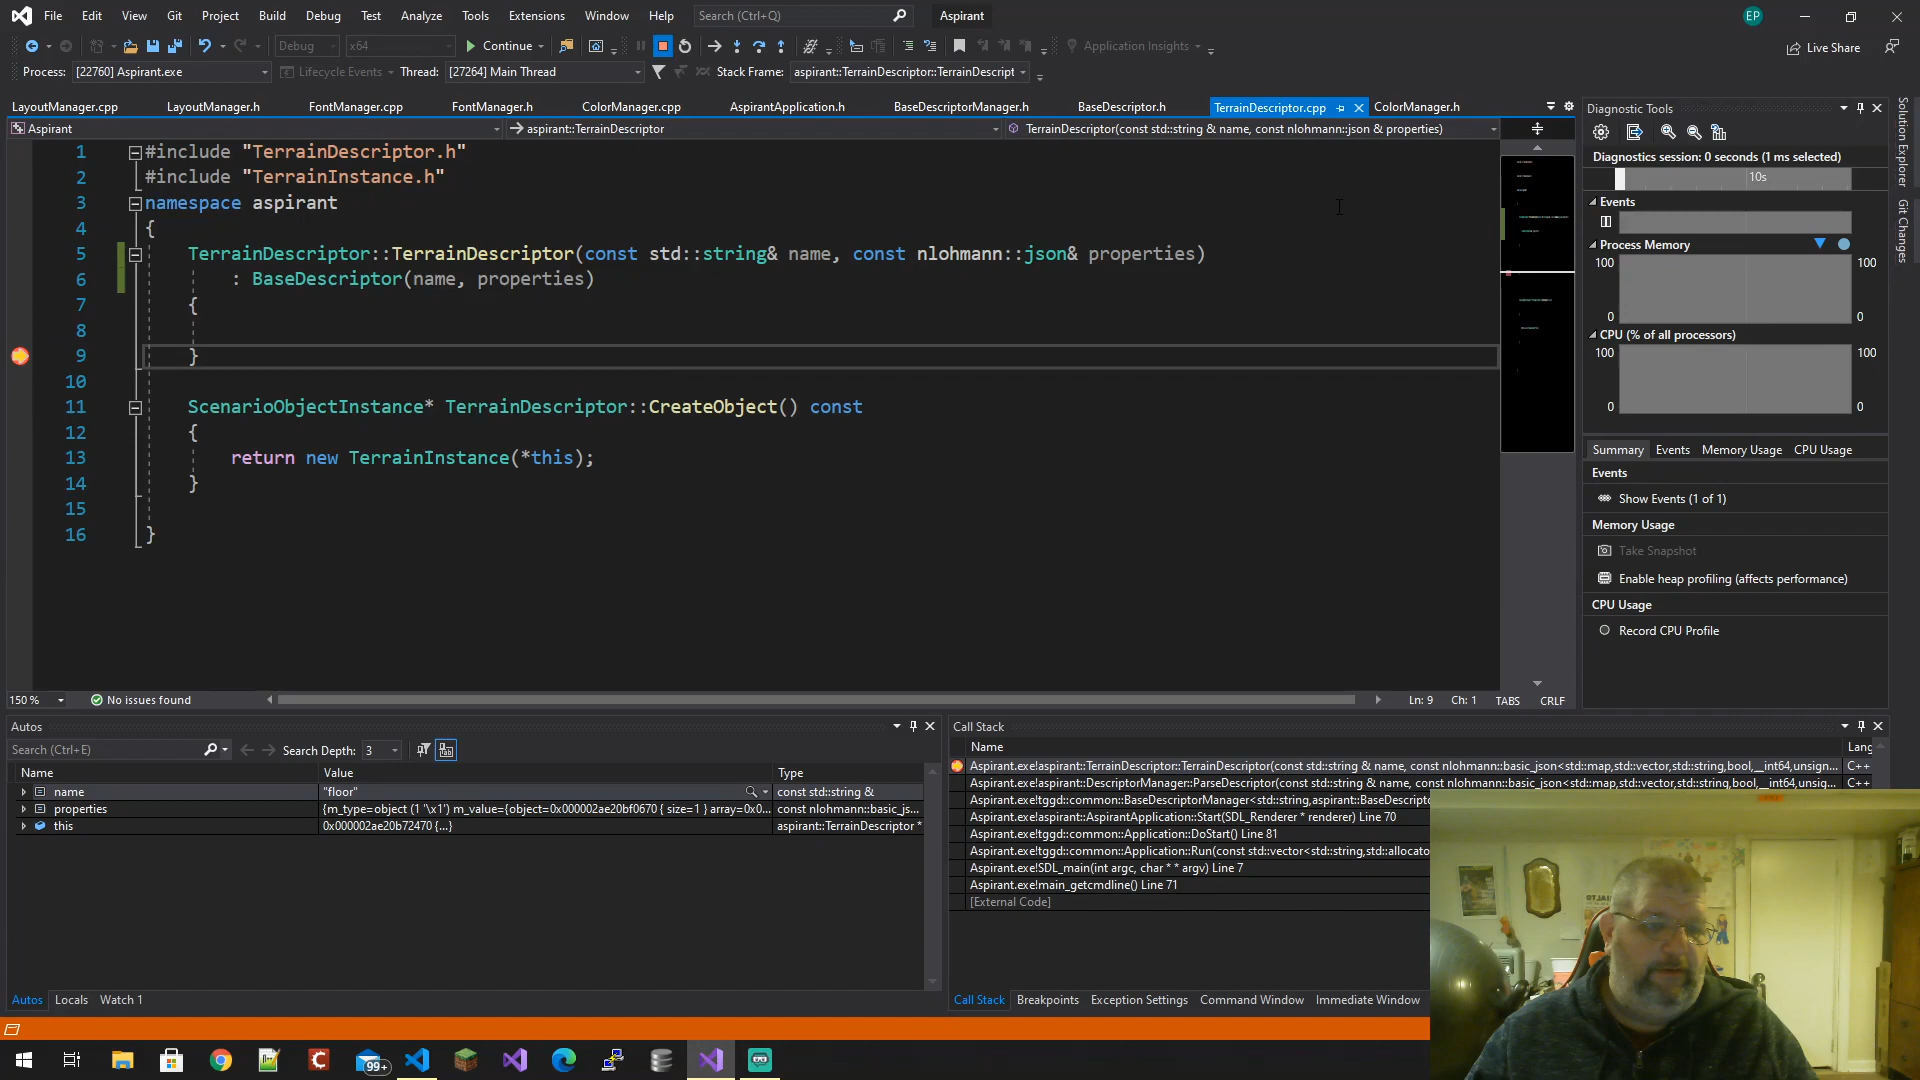 File Edit View Git Project Build Debug Test Analyze Tools Extensions Window Help Search (Ctrl+Q) Aspirant EP
Debug x64 Continue Application Insights Live Share
Process: [22760] Aspirant.exe Lifecycle Events Thread: [27264] Main Thread Stack Frame: aspirant::TerrainDescriptor::TerrainDescript
LayoutManager.cpp LayoutManager.h FontManager.cpp FontManager.h ColorManager.cpp AspirantApplication.h BaseDescriptorManager.h BaseDescriptor.h TerrainDescriptor.cpp ColorManager.h
Aspirant aspirant::TerrainDescriptor TerrainDescriptor(const std::string & name, const nlohmann::json & properties)
1 #include "TerrainDescriptor.h"
2 #include "TerrainInstance.h"
3 namespace aspirant
4 {
5 TerrainDescriptor::TerrainDescriptor(const std::string& name, const nlohmann::json& properties)
6 : BaseDescriptor(name, properties)
7 {
8
9 }
10
11 ScenarioObjectInstance* TerrainDescriptor::CreateObject() const
12 {
13 return new TerrainInstance(*this);
14 }
15
16 }
150 % No issues found Ln: 9 Ch: 1 TABS CRLF
Diagnostic Tools
Diagnostics session: 0 seconds (1 ms selected)
10s
Events
Process Memory
100 100
0 0
CPU (% of all processors)
100 100
0 0
Summary Events Memory Usage CPU Usage
Events
Show Events (1 of 1)
Memory Usage
Take Snapshot
Enable heap profiling (affects performance)
CPU Usage
Record CPU Profile
Solution Explorer
Git Changes
Autos
Search (Ctrl+E) Search Depth: 3
Name Value Type
name "floor" const std::string &
properties {m_type=object (1 '\x1') m_value={object=0x000002ae20bf0670 { size=1 } array=0x0... const nlohmann::basic_js...
this 0x000002ae20b72470 {...} aspirant::TerrainDescriptor *
Autos Locals Watch 1
Call Stack
Name Lang
Aspirant.exe!aspirant::TerrainDescriptor::TerrainDescriptor(const std::string & name, const nlohmann::basic_json<std::map,std::vector,std::string,bool,__int64,unsign... C++
Aspirant.exe!aspirant::DescriptorManager::ParseDescriptor(const std::string & name, const nlohmann::basic_json<std::map,std::vector,std::string,bool,__int64,unsig... C++
Aspirant.exe!tggd::common::BaseDescriptorManager<std::string,aspirant::BaseDescripto
Aspirant.exe!aspirant::AspirantApplication::Start(SDL_Renderer * renderer) Line 70
Aspirant.exe!tggd::common::Application::DoStart() Line 81
Aspirant.exe!tggd::common::Application::Run(const std::vector<std::string,std::allocato
Aspirant.exe!SDL_main(int argc, char * * argv) Line 7
Aspirant.exe!main_getcmdline() Line 71
[External Code]
Call Stack Breakpoints Exception Settings Command Window Immediate Window
99+